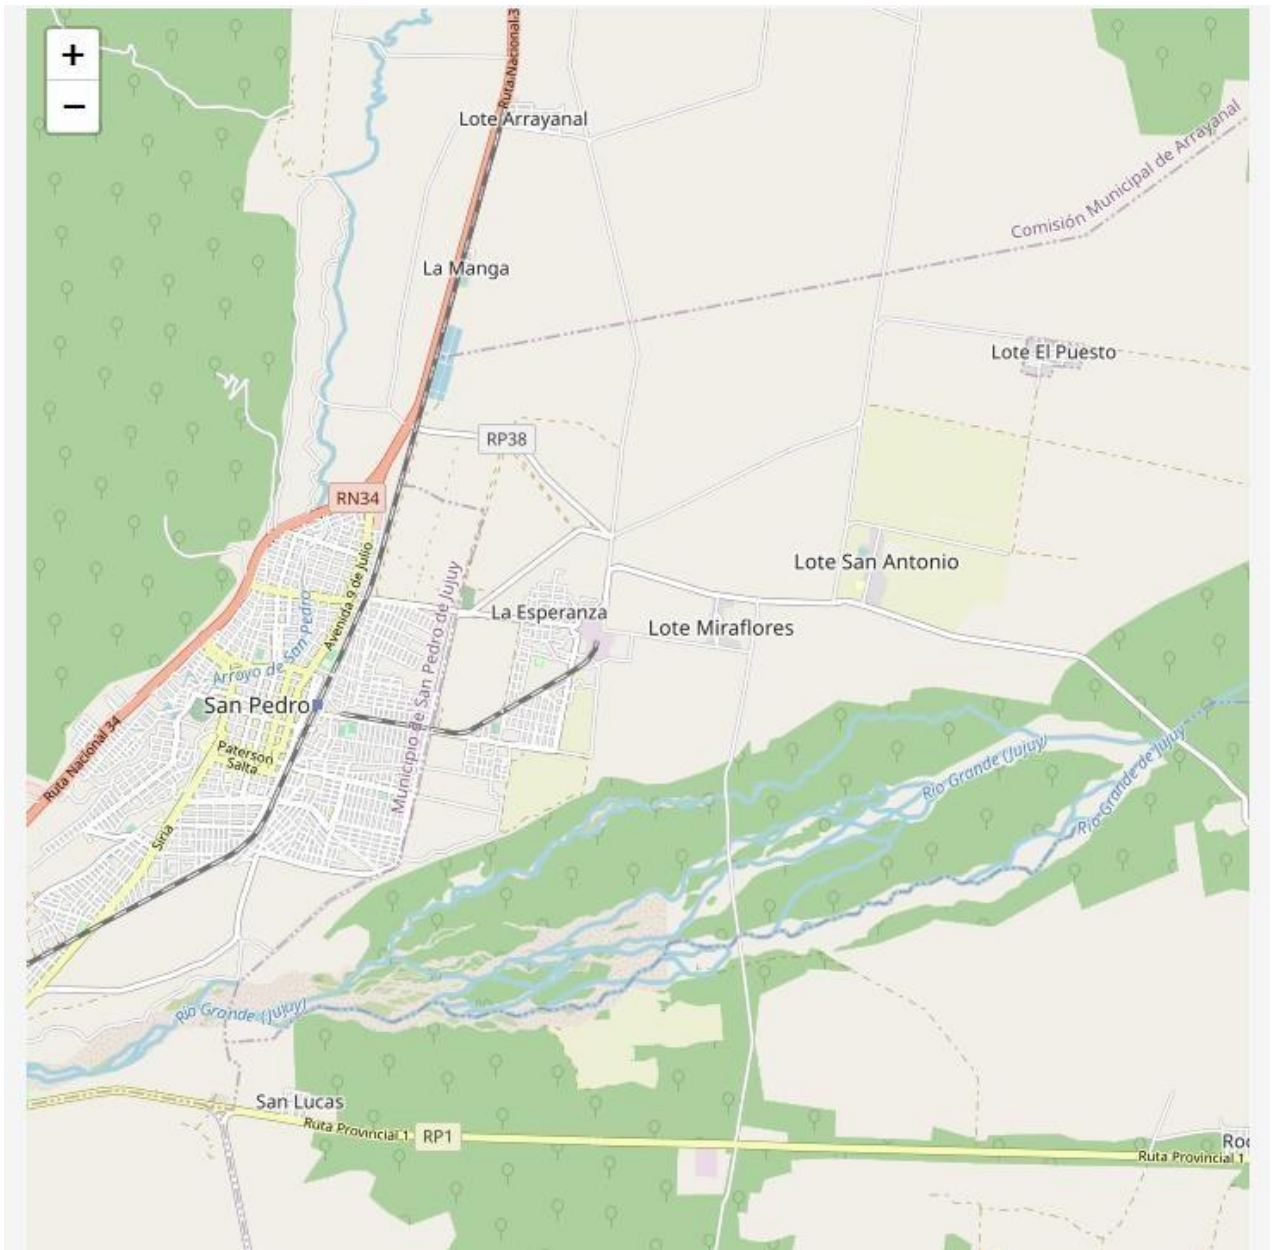 +
−
Ruta Nacional 3
Lote Arrayanal
Comisión Municipal de Arrayanal
La Manga
Lote El Puesto
RP38
RN34
Avenida 9 de Julio
Lote San Antonio
Arroyo de San Pedro
La Esperanza
Lote Miraflores
Municipio de San Pedro de Jujuy
San Pedro
Ruta Nacional 34
Paterson
Salta
Siria
Río Grande (Jujuy)
Río Grande de Jujuy
Río Grande (Jujuy)
San Lucas
Ruta Provincial 1
RP1
Roc
Ruta Provincial 1